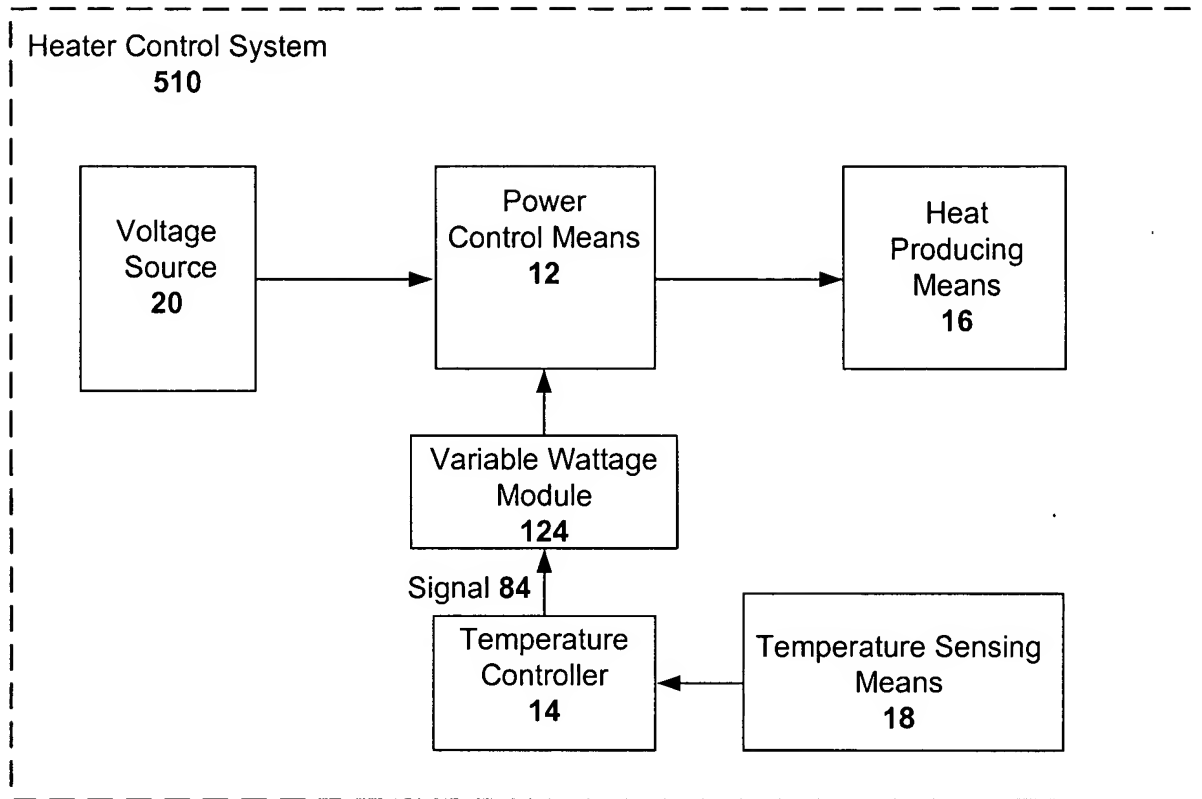 Heater Control System
510
Voltage
Source
20
Power
Control Means
12
Heat
Producing
Means
16
Variable Wattage
Module
124
Signal 84
Temperature
Controller
14
Temperature Sensing
Means
18